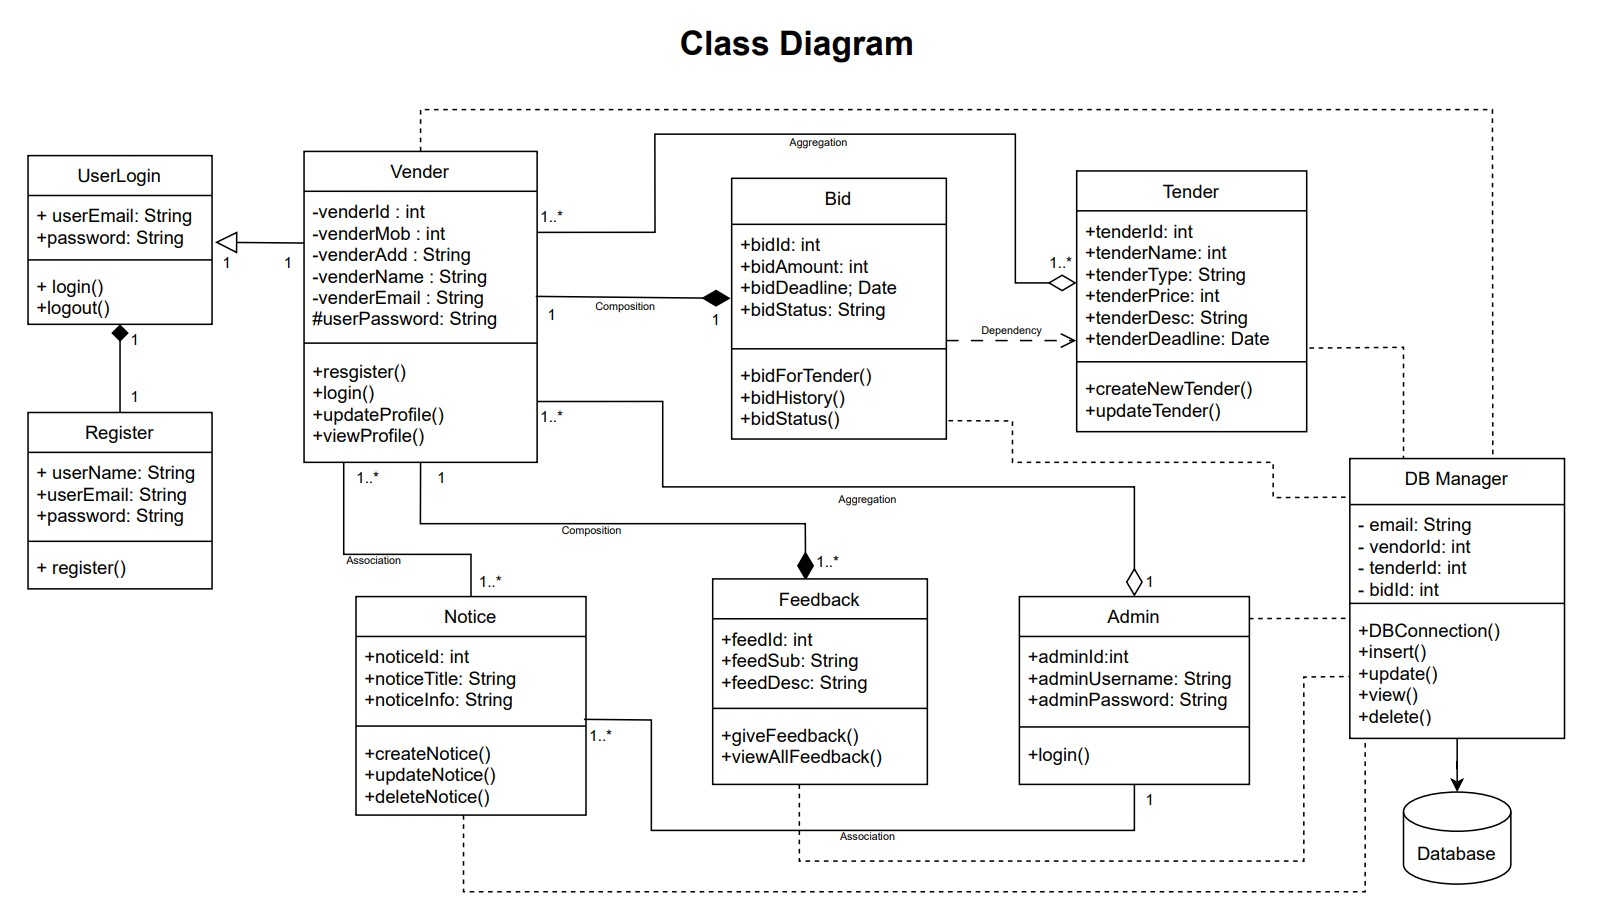 Class Diagram
UserLogin
+ userEmail: String
+password: String
+ login()
+logout()
1
1
1
1
Register
+ userName: String
+userEmail: String
+password: String
+ register()
Vender
-venderId : int
-venderMob : int
-venderAdd : String
-venderName : String
-venderEmail : String
#userPassword: String
+resgister()
+login()
+updateProfile()
+viewProfile()
1..*
Aggregation
1..*
1
Composition
1
Bid
+bidId: int
+bidAmount: int
+bidDeadline; Date
+bidStatus: String
+bidForTender()
+bidHistory()
+bidStatus()
Dependency
Tender
+tenderId: int
+tenderName: int
+tenderType: String
+tenderPrice: int
+tenderDesc: String
+tenderDeadline: Date
+createNewTender()
+updateTender()
1..*
Aggregation
1
1..*
Association
1..*
1
Composition
1..*
Notice
+noticeId: int
+noticeTitle: String
+noticeInfo: String
+createNotice()
+updateNotice()
+deleteNotice()
1..*
Association
1
Feedback
+feedId: int
+feedSub: String
+feedDesc: String
+giveFeedback()
+viewAllFeedback()
Admin
+adminId:int
+adminUsername: String
+adminPassword: String
+login()
DB Manager
- email: String
- vendorId: int
- tenderId: int
- bidId: int
+DBConnection()
+insert()
+update()
+view()
+delete()
Database